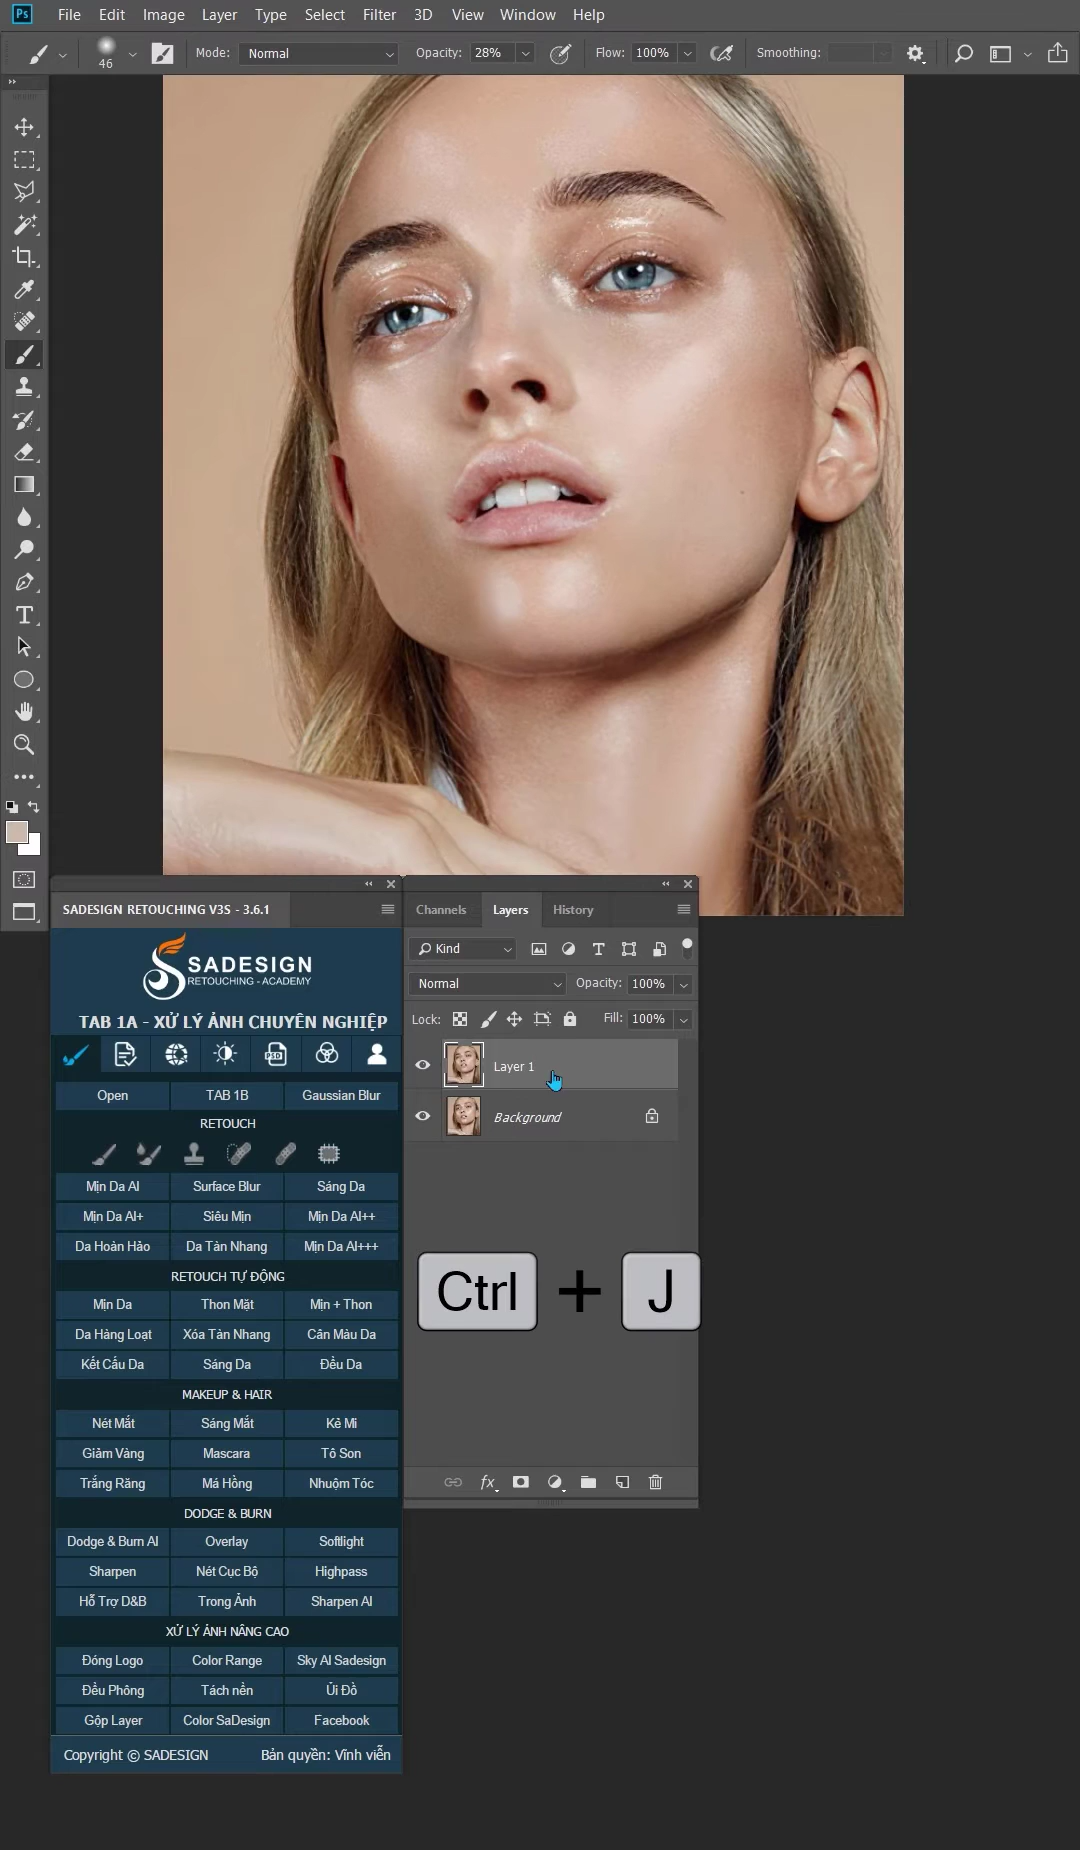 Ps File Edit Image Layer Type Select Filter 3D View Window Help
46 Mode: Normal Opacity: 28% Flow: 100% Smoothing:
SADESIGN RETOUCHING V3S - 3.6.1
SADESIGN
RETOUCHING - ACADEMY
TAB 1A - XỬ LÝ ẢNH CHUYÊN NGHIỆP
PSD
Open TAB 1B Gaussian Blur
RETOUCH
Mịn Da AI Surface Blur Sáng Da
Mịn Da AI+ Siêu Mịn Mịn Da AI++
Da Hoàn Hảo Da Tàn Nhang Mịn Da AI+++
RETOUCH TỰ ĐỘNG
Mịn Da Thon Mặt Mịn + Thon
Da Hàng Loạt Xóa Tàn Nhang Cân Màu Da
Kết Cấu Da Sáng Da Đều Da
MAKEUP & HAIR
Nét Mắt Sáng Mắt Kẻ Mi
Giảm Vàng Mascara Tô Son
Trắng Răng Má Hồng Nhuộm Tóc
DODGE & BURN
Dodge & Burn AI Overlay Softlight
Sharpen Nét Cục Bộ Highpass
Hỗ Trợ D&B Trong Ảnh Sharpen AI
XỬ LÝ ẢNH NÂNG CAO
Đóng Logo Color Range Sky AI Sadesign
Đều Phông Tách nền Ủi Đồ
Gộp Layer Color SaDesign Facebook
Copyright © SADESIGN Bản quyền: Vĩnh viễn
Channels Layers History
Kind
Normal Opacity: 100%
Lock: Fill: 100%
Layer 1
Background
Ctrl + J
fx